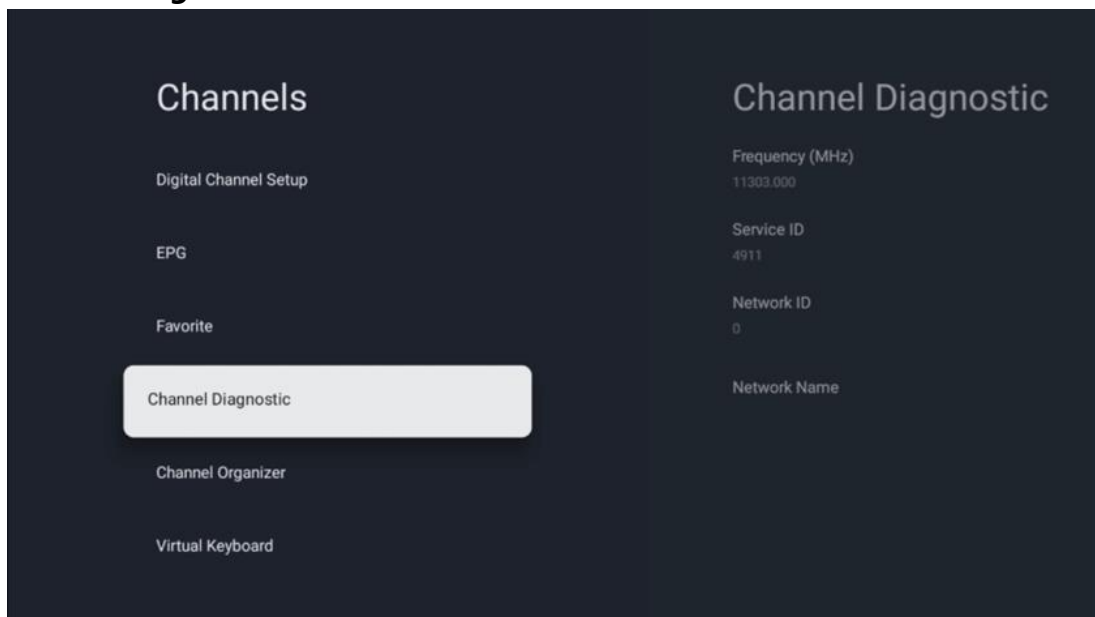 Channels
Digital Channel Setup
EPG
Favorite
Channel Diagnostic
Channel Organizer
Virtual Keyboard
Channel Diagnostic
Frequency (MHz)
11303.000
Service ID
4911
Network ID
0
Network Name